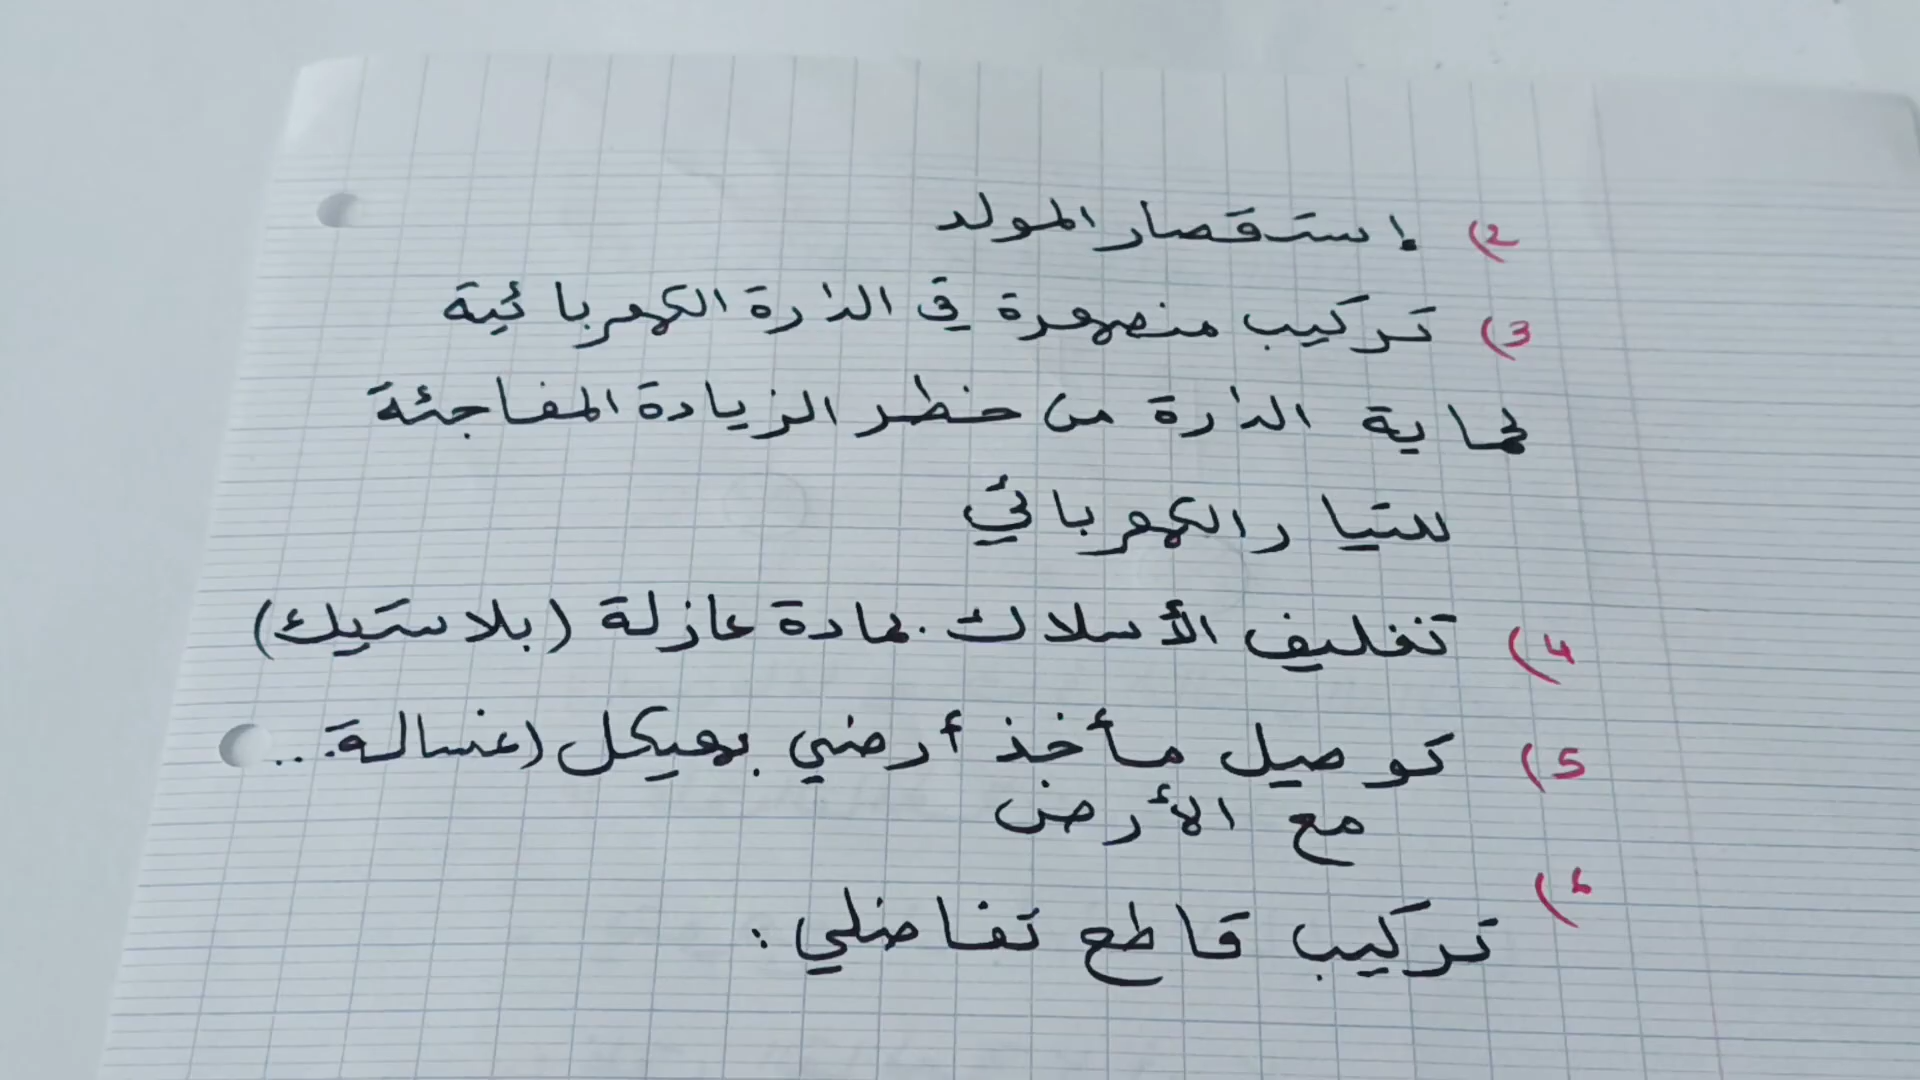 2) استقصار المولد
3) تركيب منصهرة في الدارة الكهربائية
لحماية الدارة من خطر الزيادة المفاجئة
للتيار الكهربائي
4) تغليف الأسلاك بمادة عازلة (بلاستيك)
5) توصيل مأخذ أرضي بهيكل (غسالة...
مع الأرض
6) تركيب قاطع تفاضلي: